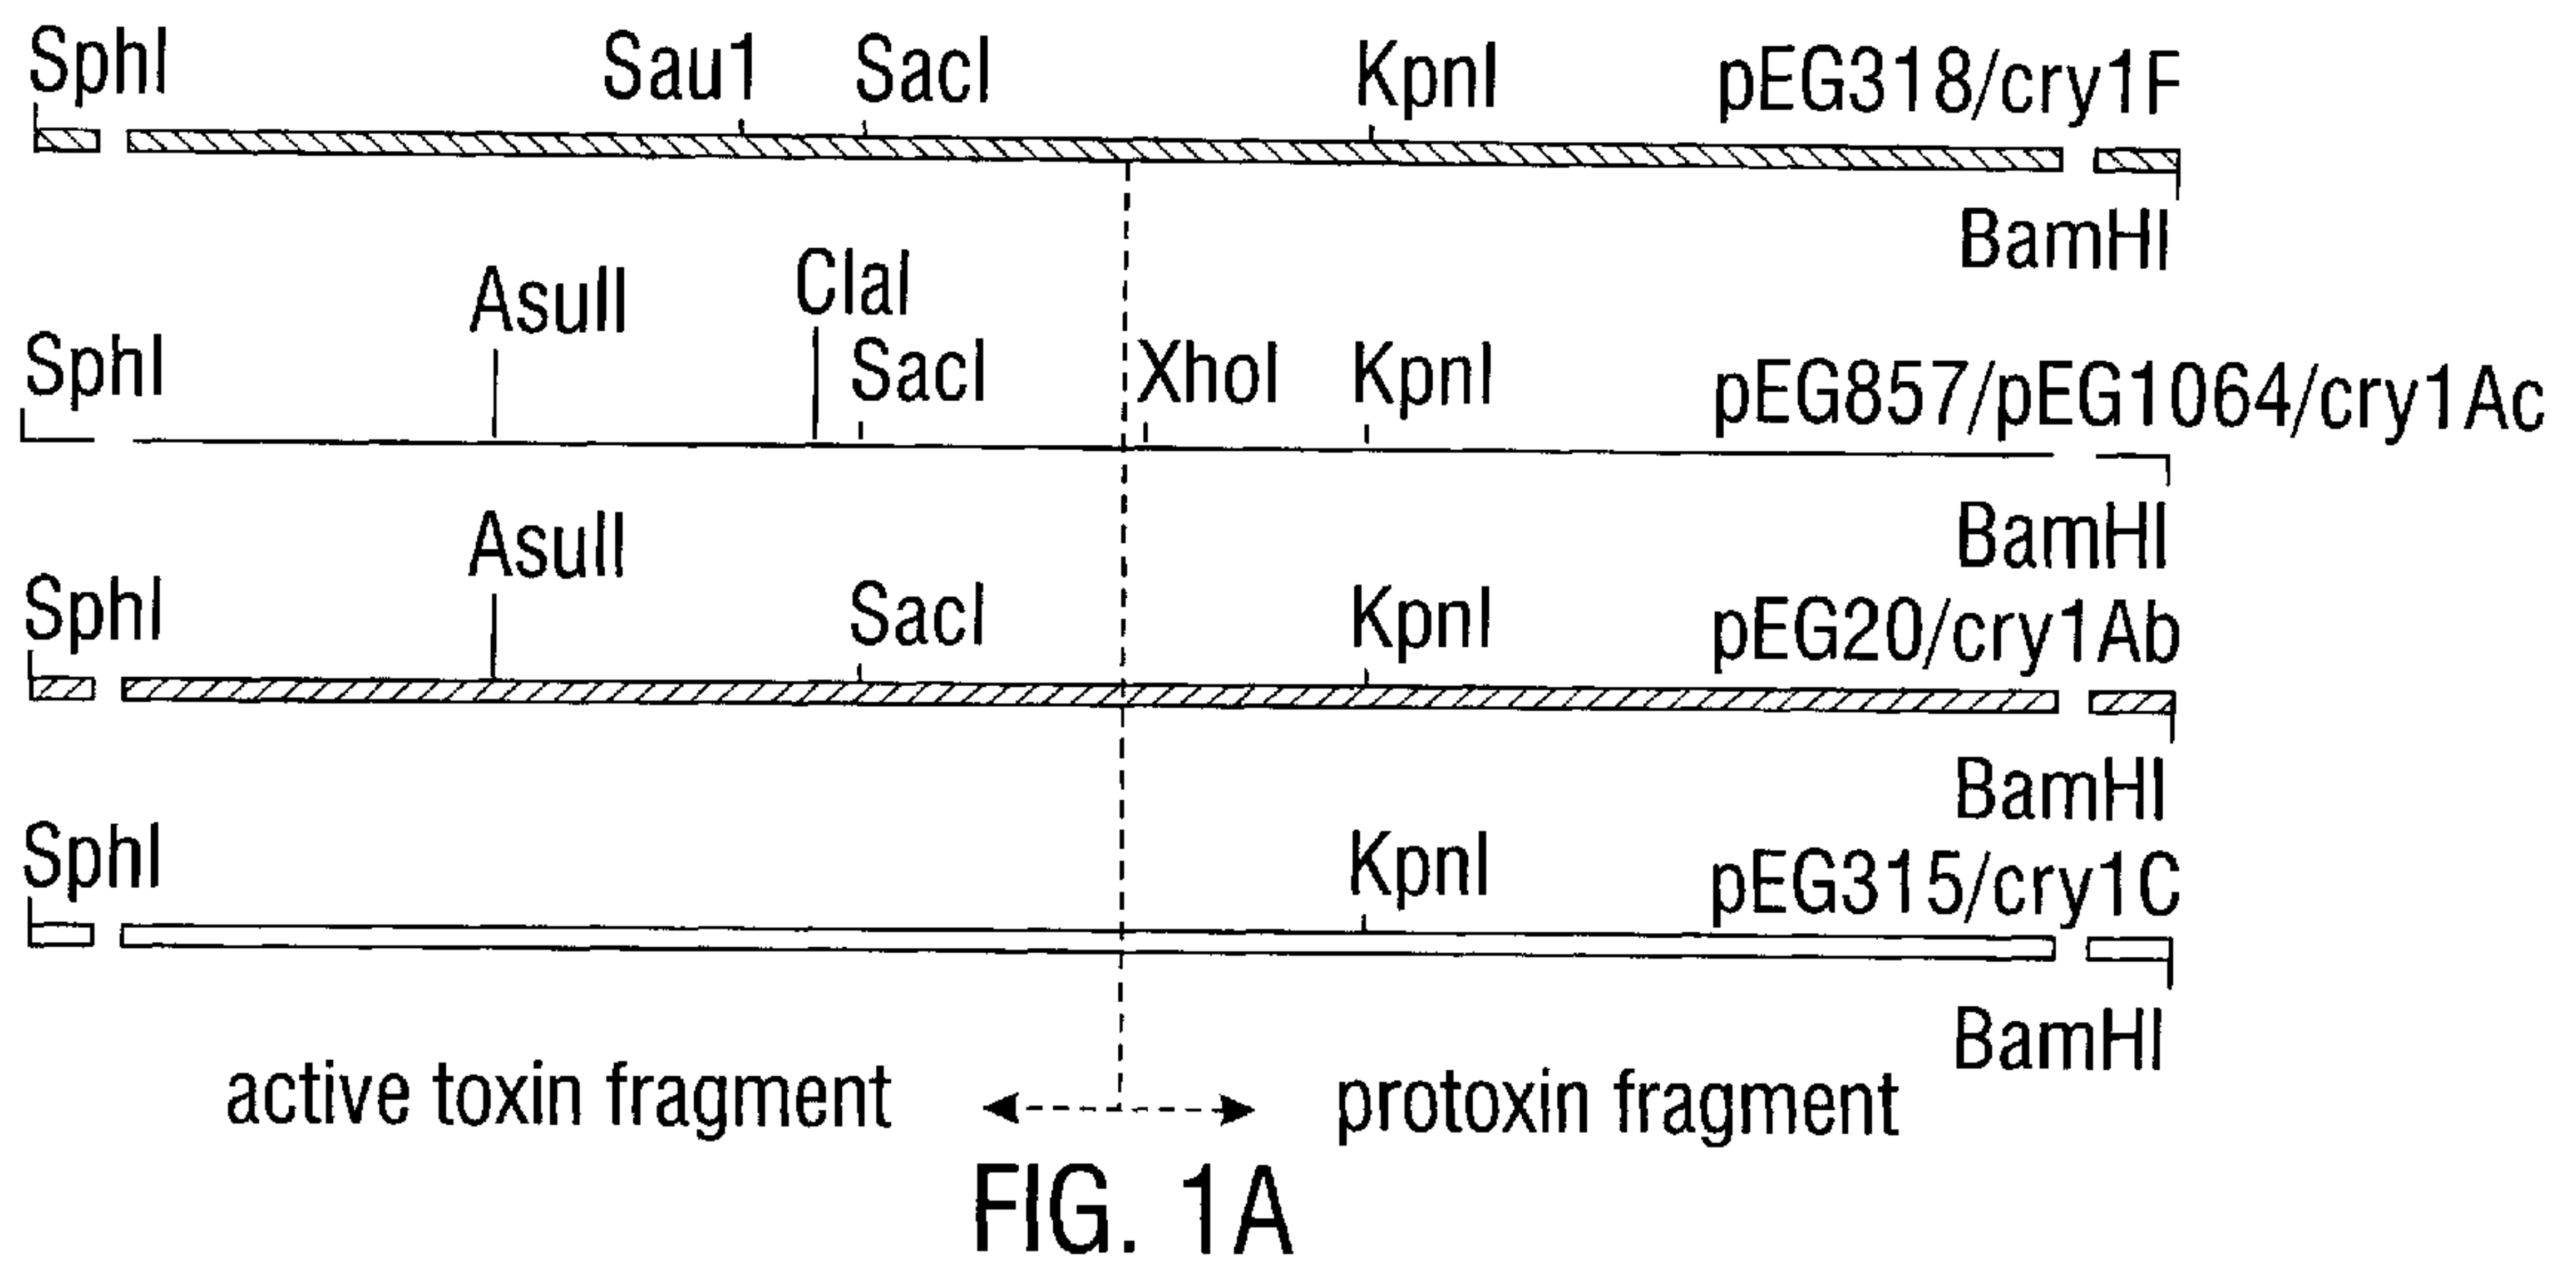 SphI Sau1 SacI KpnI pEG318/cry1F
BamHI
AsuII ClaI
SphI SacI XhoI KpnI pEG857/pEG1064/cry1Ac
BamHI
AsuII
SphI SacI KpnI pEG20/cry1Ab
BamHI
SphI KpnI pEG315/cry1C
BamHI
active toxin fragment protoxin fragment
FIG. 1A